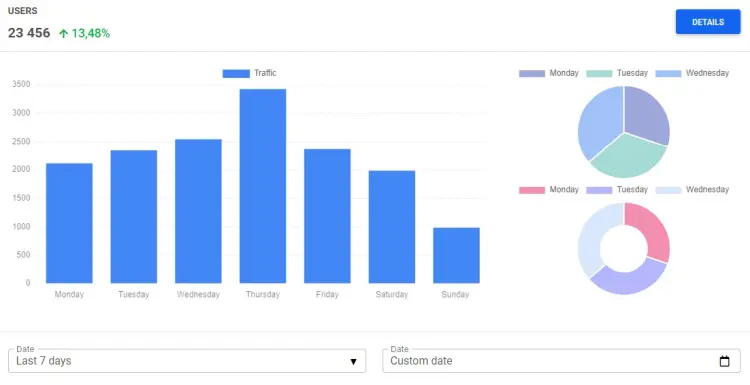 USERS
23 456 ↑ 13,48%
DETAILS
Traffic
3500
3000
2500
2000
1500
1000
500
0
Monday Tuesday Wednesday Thursday Friday Saturday Sunday
Monday Tuesday Wednesday
Monday Tuesday Wednesday
Date
Last 7 days
Date
Custom date